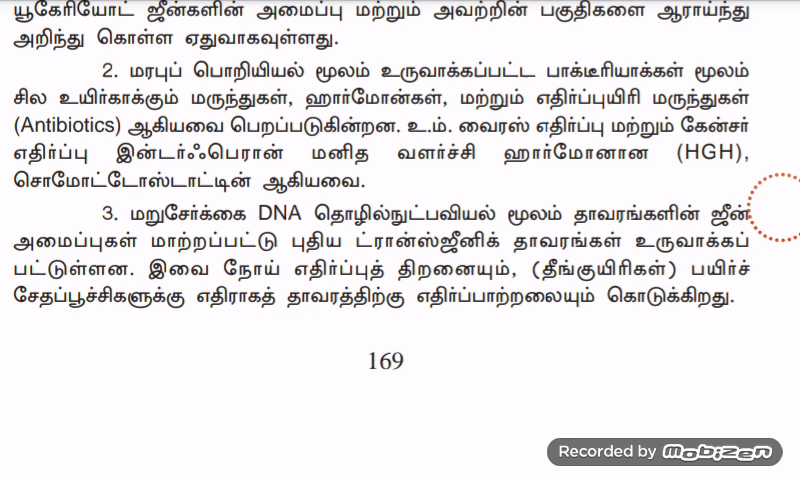 யூகேரியோட் ஜீன்களின் அமைப்பு மற்றும் அவற்றின் பகுதிகளை ஆராய்ந்து
அறிந்து கொள்ள ஏதுவாகவுள்ளது.
2. மரபுப் பொறியியல் மூலம் உருவாக்கப்பட்ட பாக்டீரியாக்கள் மூலம்
சில உயிர்காக்கும் மருந்துகள், ஹார்மோன்கள், மற்றும் எதிர்ப்புயிரி மருந்துகள்
(Antibiotics) ஆகியவை பெறப்படுகின்றன. உ.ம். வைரஸ் எதிர்ப்பு மற்றும் கேன்சர்
எதிர்ப்பு இன்டர்ஃபெரான் மனித வளர்ச்சி ஹார்மோனான (HGH),
சொமோட்டோஸ்டாட்டின் ஆகியவை.
3. மறுசேர்க்கை DNA தொழில்நுட்பவியல் மூலம் தாவரங்களின் ஜீன்
அமைப்புகள் மாற்றப்பட்டு புதிய ட்ரான்ஸ்ஜீனிக் தாவரங்கள் உருவாக்கப்
பட்டுள்ளன. இவை நோய் எதிர்ப்புத் திறனையும், (தீங்குயிரிகள்) பயிர்ச்
சேதப்பூச்சிகளுக்கு எதிராகத் தாவரத்திற்கு எதிர்ப்பாற்றலையும் கொடுக்கிறது.
169
Recorded by mobizen